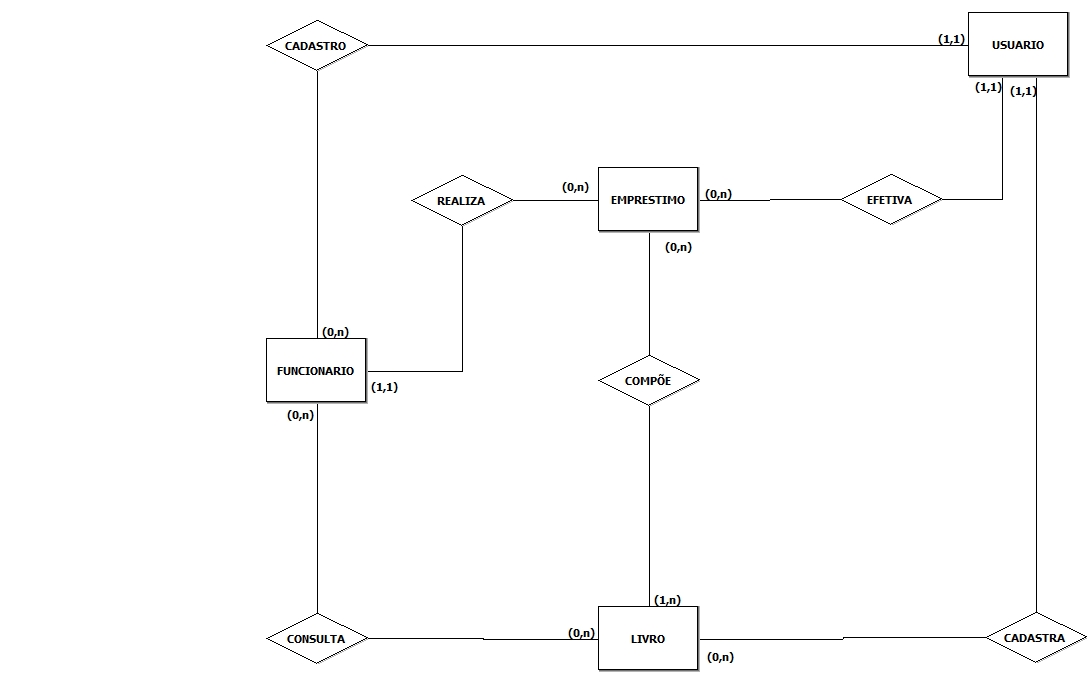 CADASTRO
(1,1)
USUARIO
(1,1)
(1,1)
REALIZA
(0,n)
EMPRESTIMO
(0,n)
EFETIVA
(0,n)
(0,n)
FUNCIONARIO
(1,1)
(0,n)
COMPÕE
(1,n)
CONSULTA
(0,n)
LIVRO
(0,n)
CADASTRA